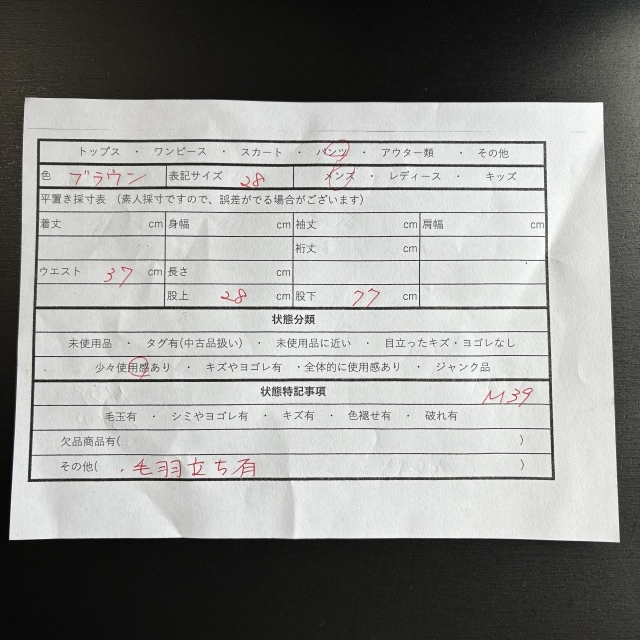 トップス ・ ワンピース ・ スカート ・ パンツ ・ アウター類 ・ その他
色 ブラウン 表記サイズ 28 メンズ ・ レディース ・ キッズ
平置き採寸表 (素人採寸ですので、誤差がでる場合がございます)
着丈 cm 身幅 cm 袖丈 cm 肩幅 cm
裄丈 cm
ウエスト 37 cm 長さ cm
股上 28 cm 股下 77 cm
状態分類
未使用品 ・ タグ有(中古品扱い) ・ 未使用品に近い ・ 目立ったキズ・ヨゴレなし
少々使用感あり ・ キズやヨゴレ有 ・全体的に使用感あり ・ ジャンク品
状態特記事項 M39
毛玉有 ・ シミやヨゴレ有 ・ キズ有 ・ 色褪せ有 ・ 破れ有
欠品商品有( )
その他( ,毛羽立ち有 )